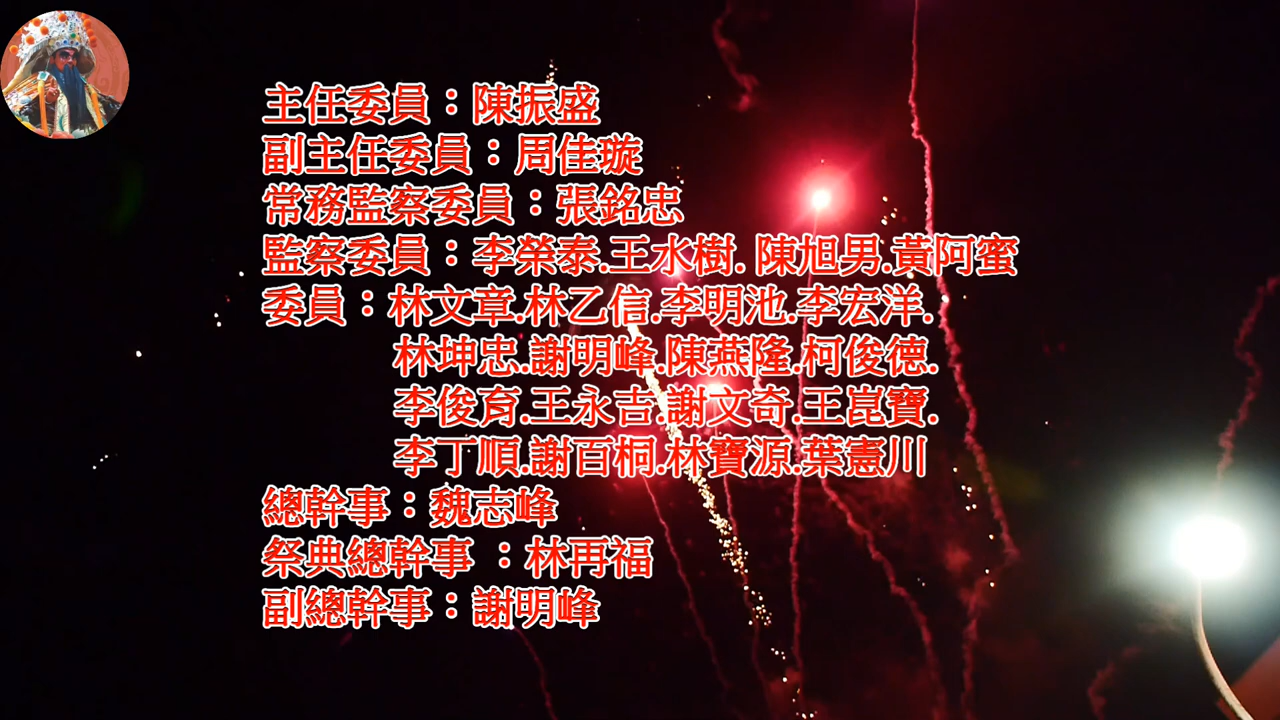 主任委員：陳振盛
副主任委員：周佳璇
常務監察委員：張銘忠
監察委員：李榮泰.王水樹. 陳旭男.黃阿蜜
委員：林文章.林乙信.李明池.李宏洋.
林坤忠.謝明峰.陳燕隆.柯俊德.
李俊育.王永吉.謝文奇.王崑寶.
李丁順.謝百桐.林寶源.葉憲川
總幹事：魏志峰
祭典總幹事 ：林再福
副總幹事：謝明峰